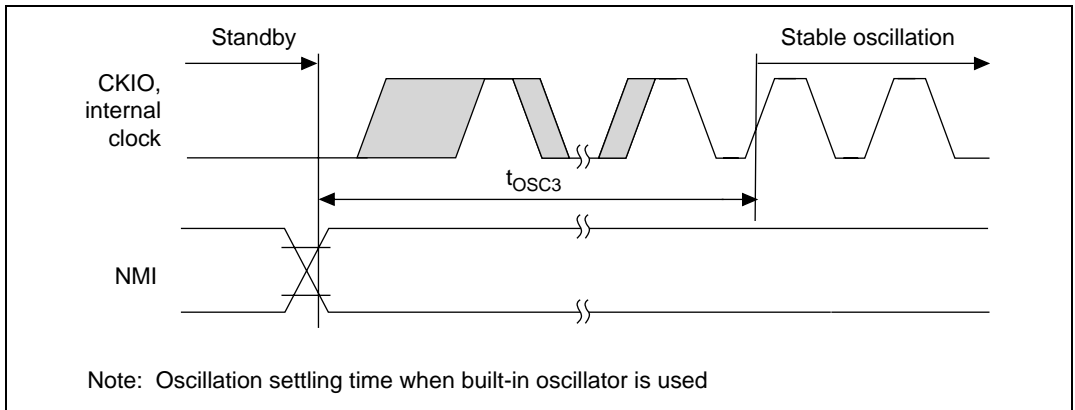 Standby
Stable oscillation
CKIO,
internal
clock
tOSC3
NMI
Note: Oscillation settling time when built-in oscillator is used